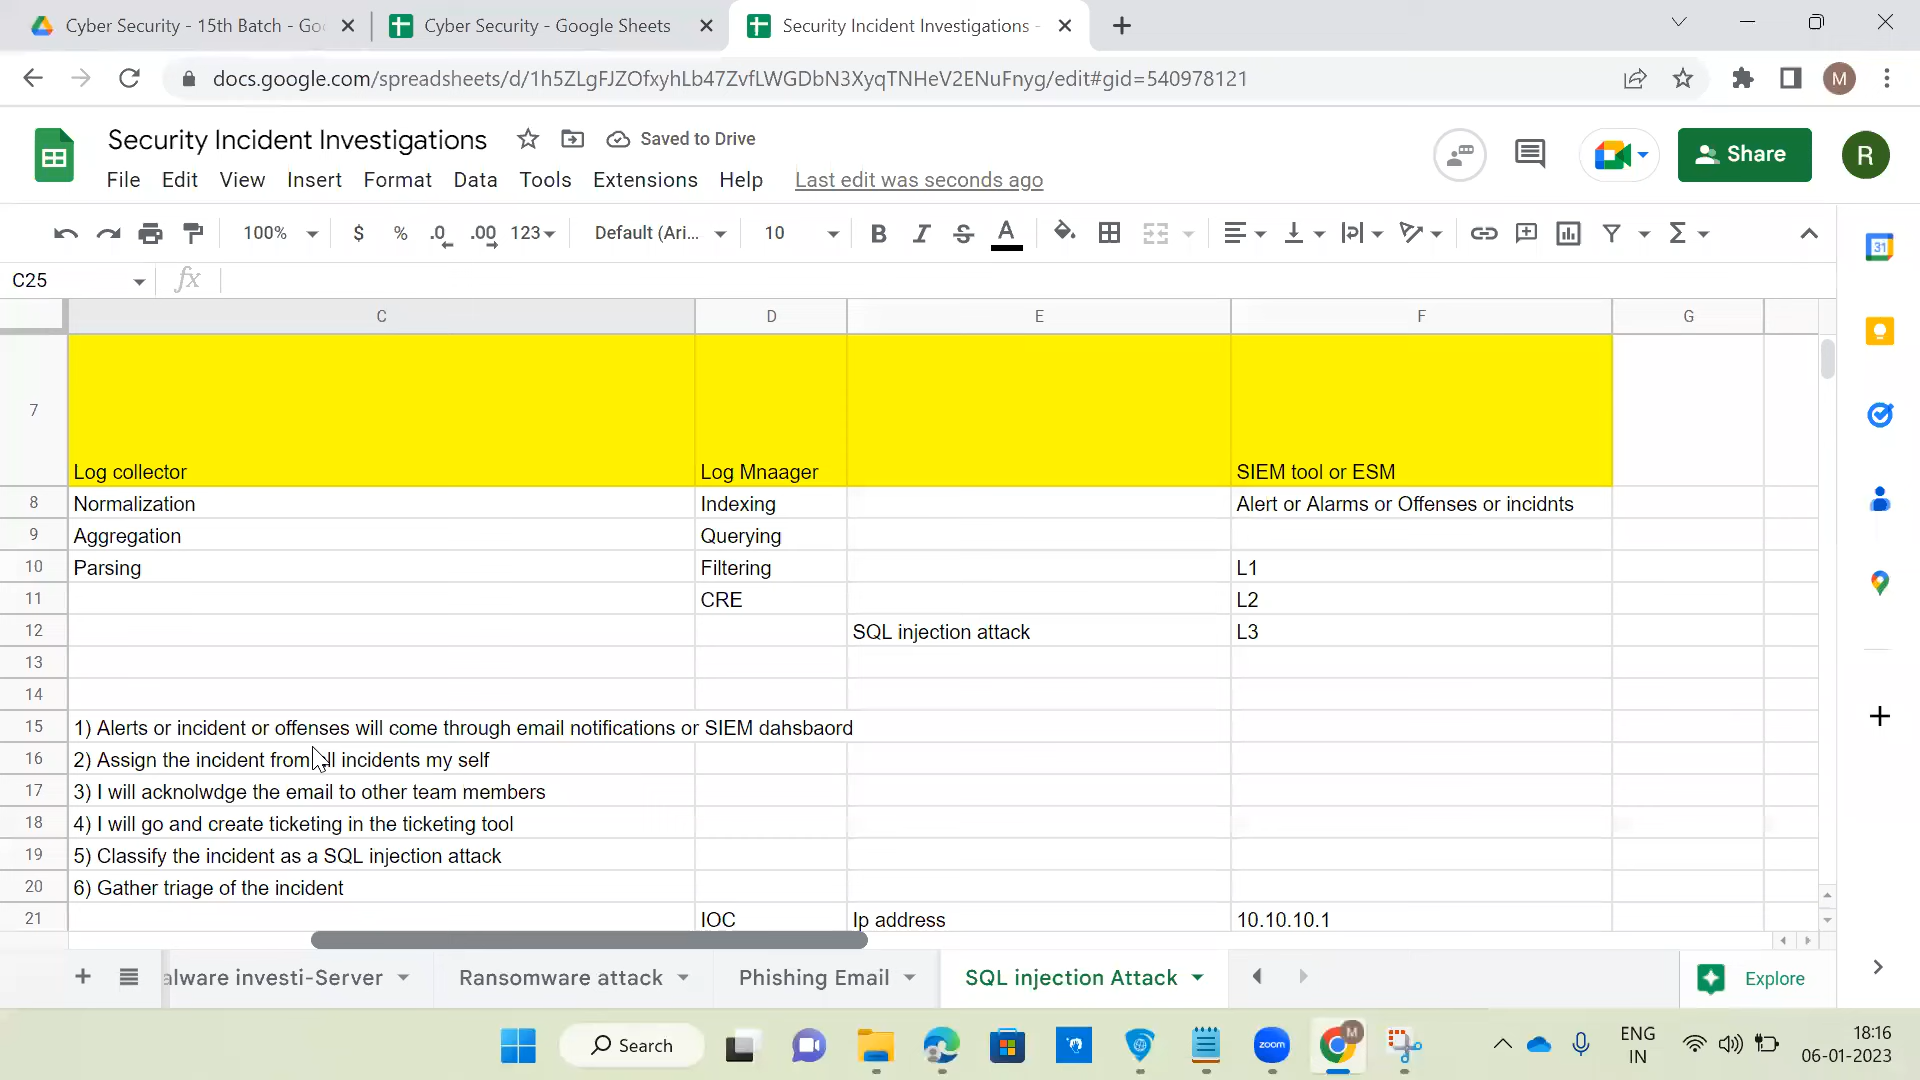 Cyber Security - 15th Batch - Go
Cyber Security - Google Sheets
Security Incident Investigations -
docs.google.com/spreadsheets/d/1h5ZLgFJZOfxyhLb47ZvfLWGDbN3XyqTNHeV2ENuFnyg/edit#gid=540978121
M
Security Incident Investigations
Saved to Drive
Share
R
File Edit View Insert Format Data Tools Extensions Help Last edit was seconds ago
100% $ % .0 .00 123 Default (Ari... 10 B I S A Σ
31
C25 fx
C D E F G
7 Log collector Log Mnaager SIEM tool or ESM
8 Normalization Indexing Alert or Alarms or Offenses or incidnts
9 Aggregation Querying
10 Parsing Filtering L1
11 CRE L2
12 SQL injection attack L3
13
14
15 1) Alerts or incident or offenses will come through email notifications or SIEM dahsbaord
16 2) Assign the incident from all incidents my self
17 3) I will acknolwdge the email to other team members
18 4) I will go and create ticketing in the ticketing tool
19 5) Classify the incident as a SQL injection attack
20 6) Gather triage of the incident
21 IOC Ip address 10.10.10.1
alware investi-Server Ransomware attack Phishing Email SQL injection Attack Explore
Search
zoom
M
ENG
IN
18:16
06-01-2023